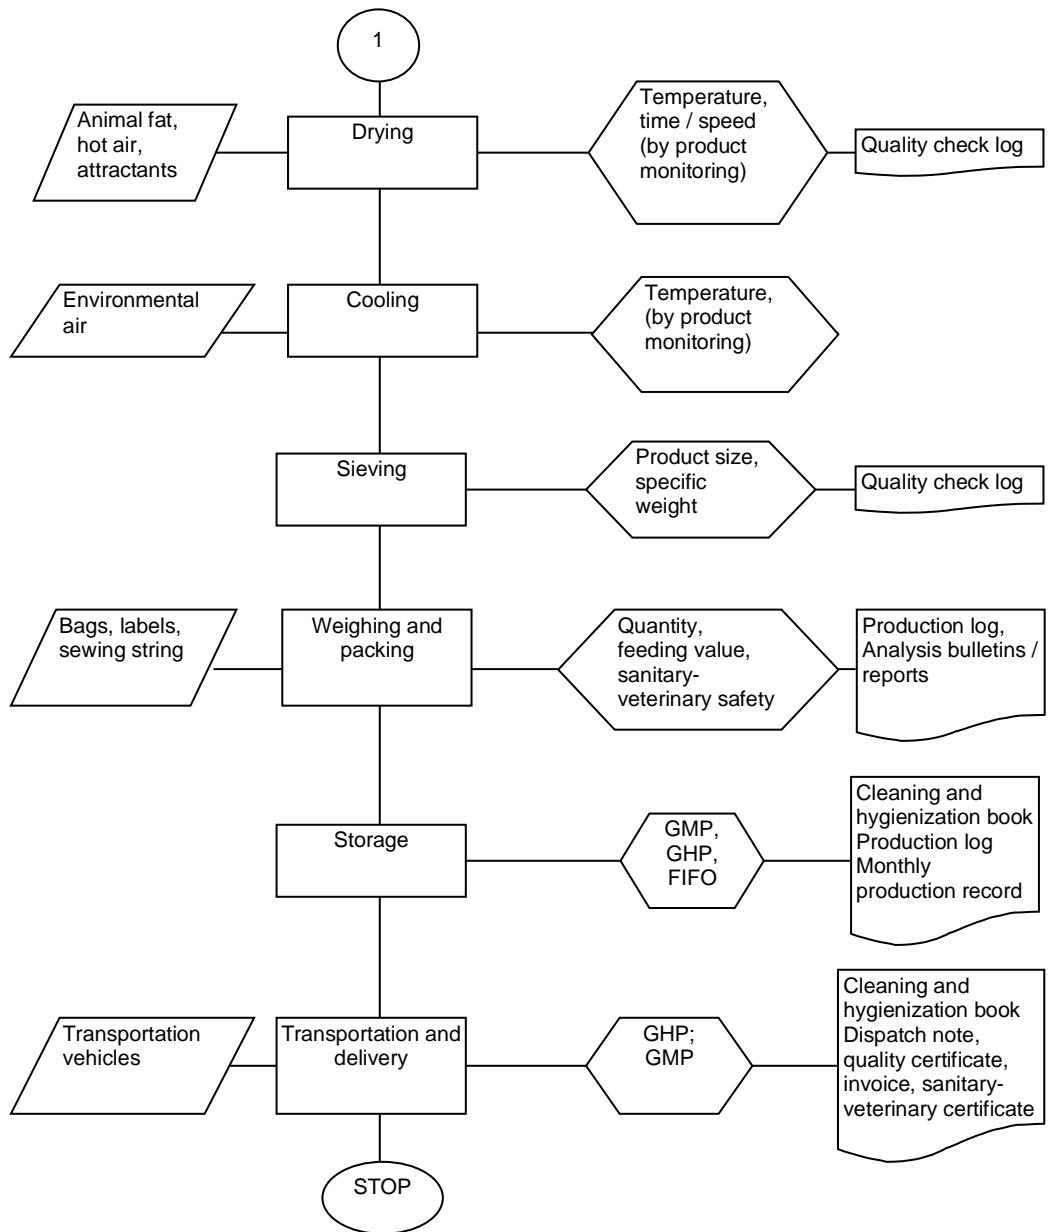 1
Animal fat,
hot air,
attractants
Drying
Temperature,
time / speed
(by product
monitoring)
Quality check log
Environmental
air
Cooling
Temperature,
(by product
monitoring)
Sieving
Product size,
specific
weight
Quality check log
Bags, labels,
sewing string
Weighing and
packing
Quantity,
feeding value,
sanitary-
veterinary safety
Production log,
Analysis bulletins /
reports
Storage
GMP,
GHP,
FIFO
Cleaning and
hygienization book
Production log
Monthly
production record
Transportation
vehicles
Transportation and
delivery
GHP;
GMP
Cleaning and
hygienization book
Dispatch note,
quality certificate,
invoice, sanitary-
veterinary certificate
STOP